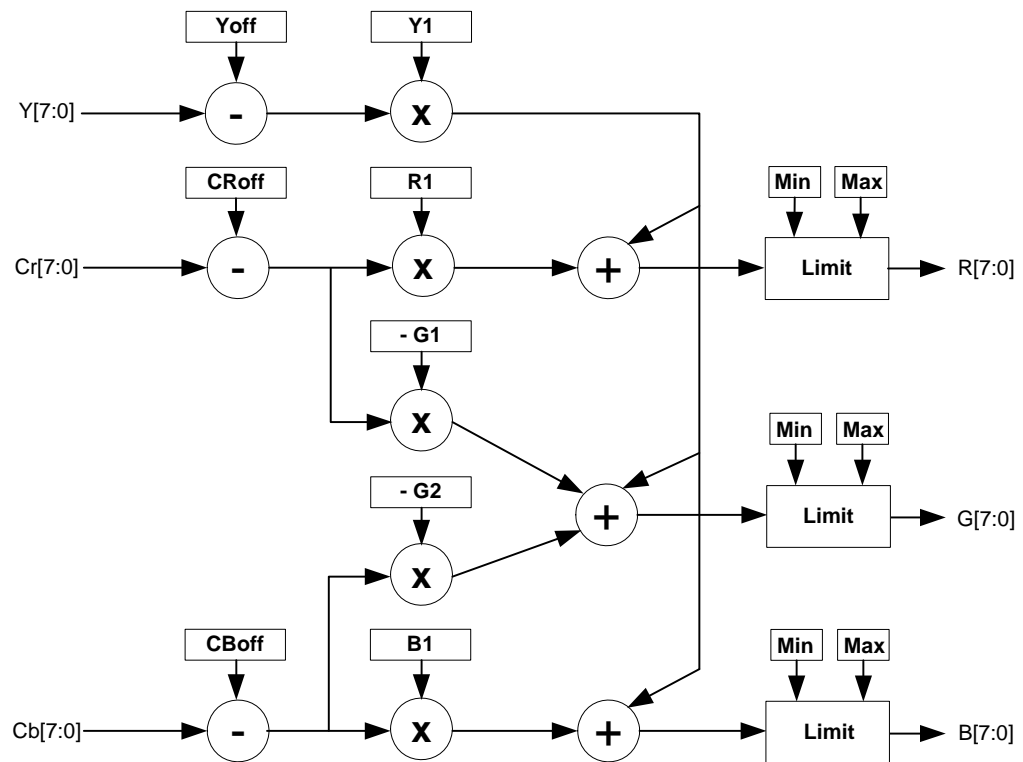 Yoff Y1
Y[7:0] - x
CRoff R1 Min Max
Cr[7:0] - x + Limit R[7:0]
- G1
x
Min Max
- G2
+ Limit G[7:0]
x
CBoff B1 Min Max
Cb[7:0] - x + Limit B[7:0]